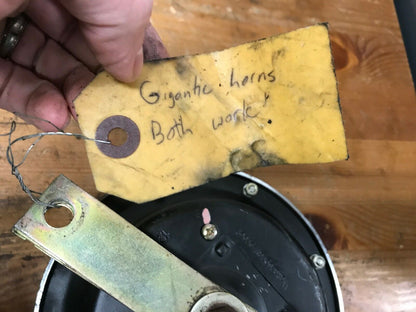 Gigantic horns
Both work